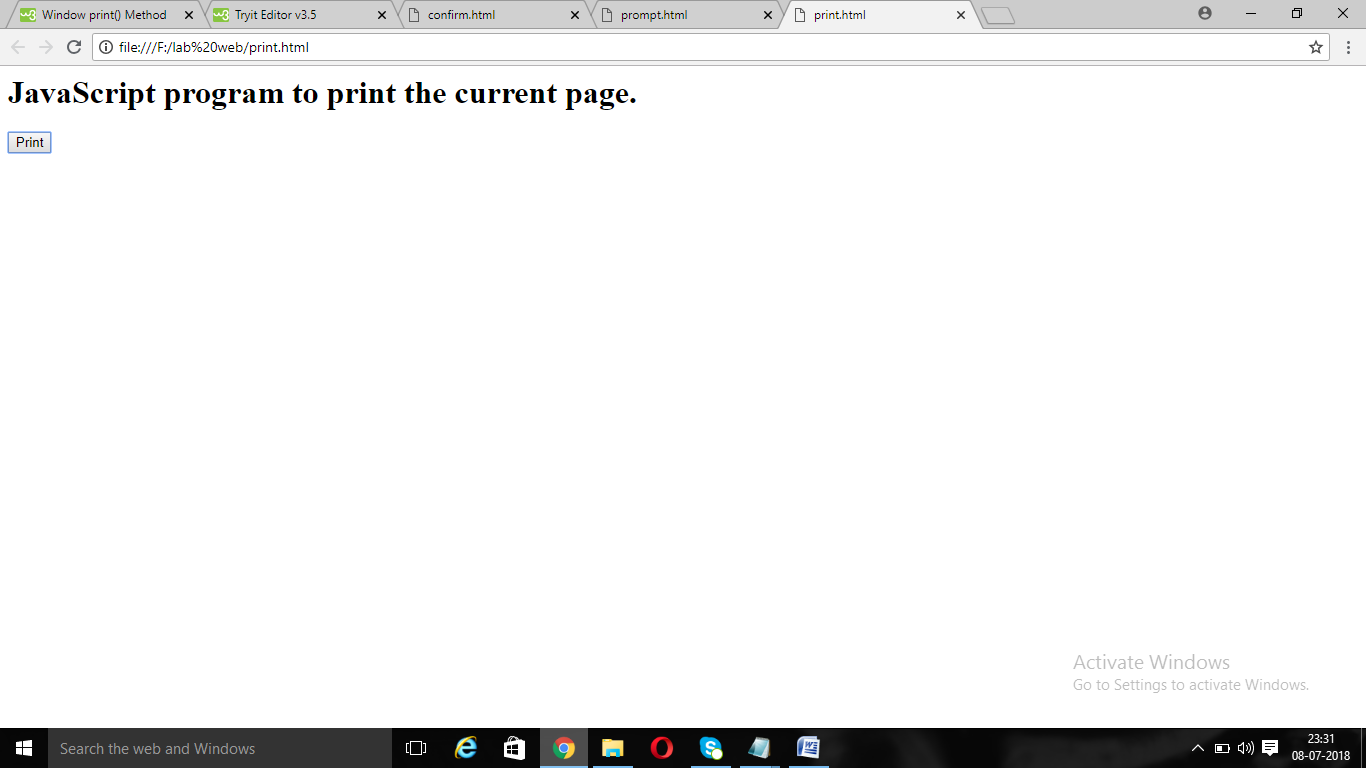 Window print() Method
Tryit Editor v3.5
confirm.html
prompt.html
print.html
file:///F:/lab%20web/print.html
JavaScript program to print the current page.
Print
Activate Windows
Go to Settings to activate Windows.
Search the web and Windows
23:31
08-07-2018